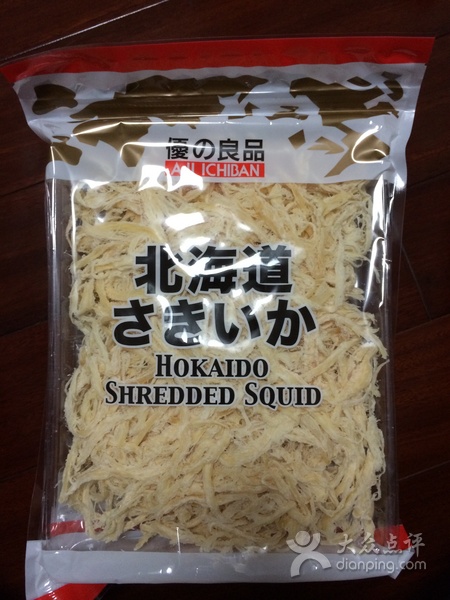 優の良品
AJI ICHIBAN
北海道
さきいか
HOKAIDO
SHREDDED SQUID
大众点评
dianping.com